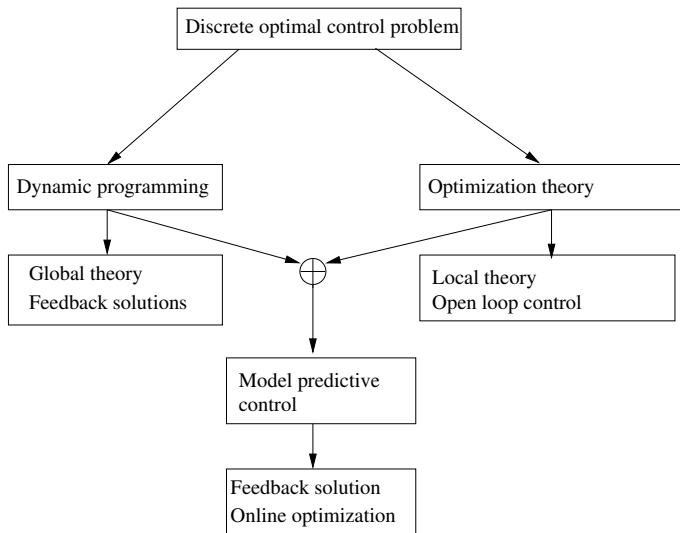 Discrete optimal control problem
Dynamic programming
Optimization theory
Global theory
Feedback solutions
Local theory
Open loop control
Model predictive
control
Feedback solution
Online optimization